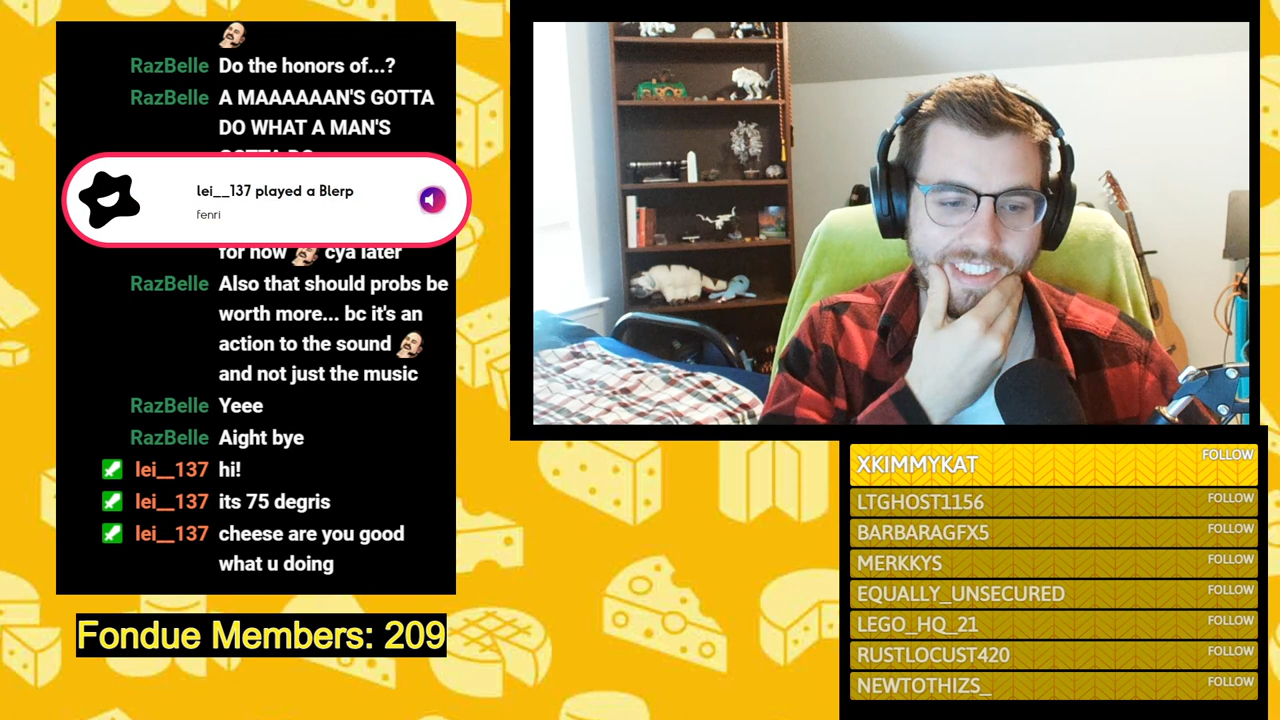 RazBelle Do the honors of...?
RazBelle A MAAAAAAN'S GOTTA
DO WHAT A MAN'S
lei__137 played a Blerp
fenri
for now cya later
RazBelle Also that should probs be
worth more... bc it's an
action to the sound
and not just the music
RazBelle Yeee
RazBelle Aight bye
lei__137 hi!
lei__137 its 75 degris
lei__137 cheese are you good
what u doing
Fondue Members: 209
XKIMMYKAT FOLLOW
LTGHOST1156 FOLLOW
BARBARAGFX5 FOLLOW
MERKKYS FOLLOW
EQUALLY_UNSECURED FOLLOW
LEGO_HQ_21 FOLLOW
RUSTLOCUST420 FOLLOW
NEWTOTHIZS_ FOLLOW